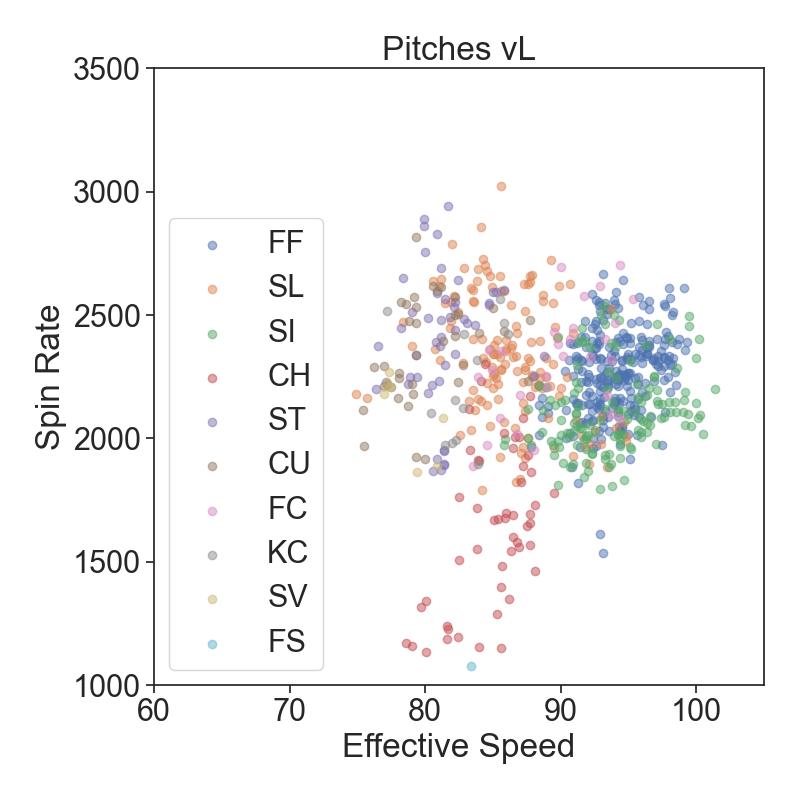 Pitches vL
3500
3000
2500
2000
1500
1000
Spin Rate
FF
SL
SI
CH
ST
CU
FC
KC
SV
FS
60 70 80 90 100
Effective Speed